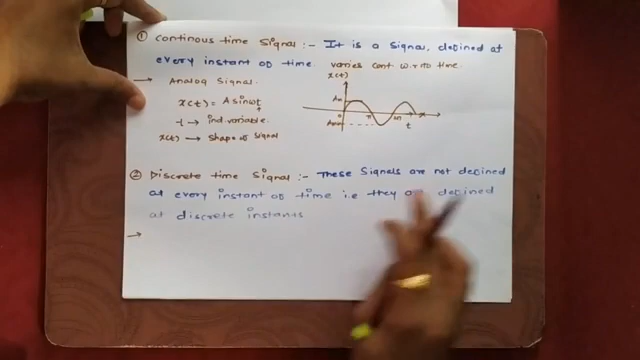 ① Continous time Signal :- It is a Signal, defined at
every instant of time. varies cont w.r.to time.
→ Analog Signal.
x(t)
x(t) = A sinωt
t → ind. variable.
x(t) → Shape of signal
π 2π
t
② Discrete time Signal :- These Signals are not defined
at every instant of time i.e they defined
at discrete instants
→